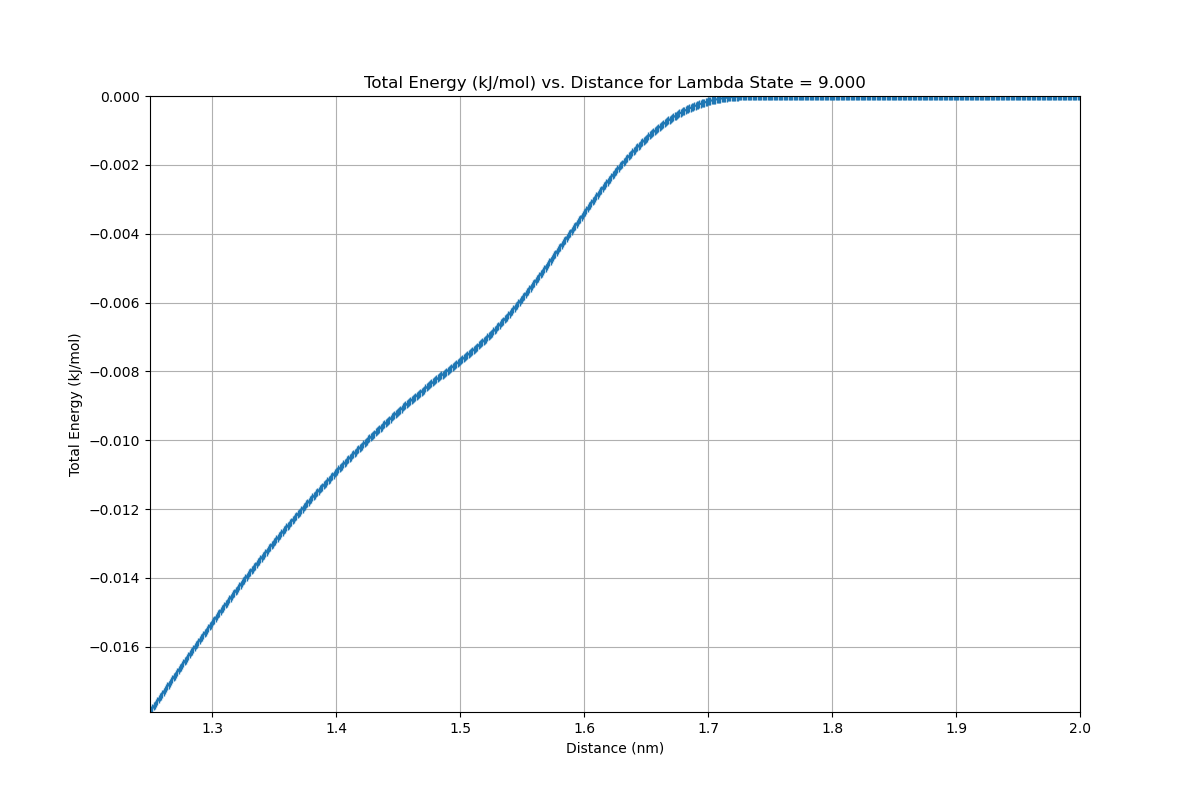 Total Energy (kJ/mol) vs. Distance for Lambda State = 9.000
0.000
−0.002
−0.004
−0.006
−0.008
−0.010
−0.012
−0.014
−0.016
Total Energy (kJ/mol)
1.3 1.4 1.5 1.6 1.7 1.8 1.9 2.0
Distance (nm)